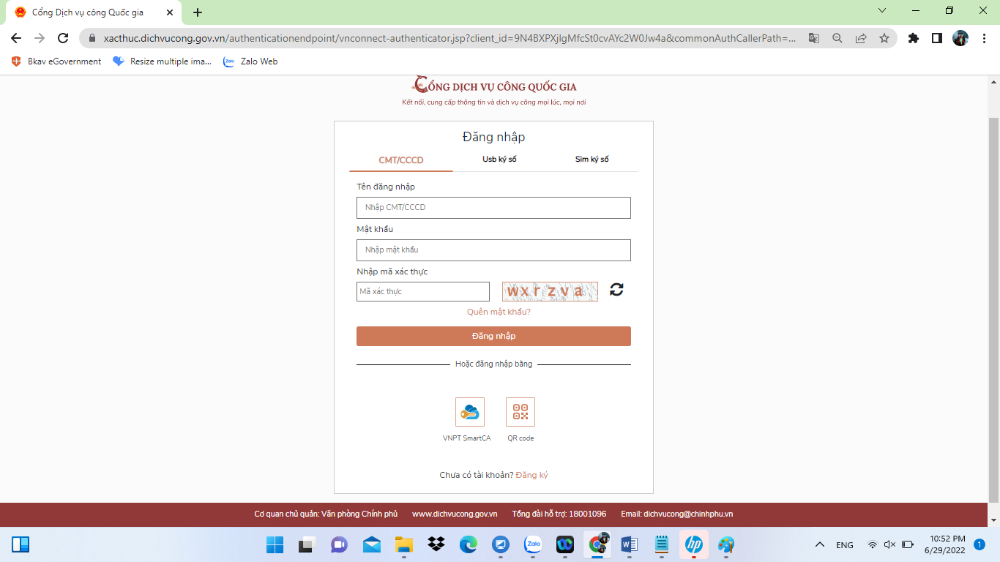 Cổng Dịch vụ công Quốc gia
xacthuc.dichvucong.gov.vn/authenticationendpoint/vnconnect-authenticator.jsp?client_id=9N4BXPXjIgMfcSt0cvAYc2W0Jw4a&commonAuthCallerPath=...
Bkav eGovernment Resize multiple ima... Zalo Web
CỔNG DỊCH VỤ CÔNG QUỐC GIA
Kết nối, cung cấp thông tin và dịch vụ công mọi lúc, mọi nơi
Đăng nhập
CMT/CCCD Usb ký số Sim ký số
Tên đăng nhập
Nhập CMT/CCCD
Mật khẩu
Nhập mật khẩu
Nhập mã xác thực
Mã xác thực wxrzva
Quên mật khẩu?
Đăng nhập
Hoặc đăng nhập bằng
VNPT SmartCA QR code
Chưa có tài khoản? Đăng ký
Cơ quan chủ quản: Văn phòng Chính phủ www.dichvucong.gov.vn Tổng đài hỗ trợ: 18001096 Email: dichvucong@chinhphu.vn
Zalo W hp ENG 10:52 PM 1
6/29/2022